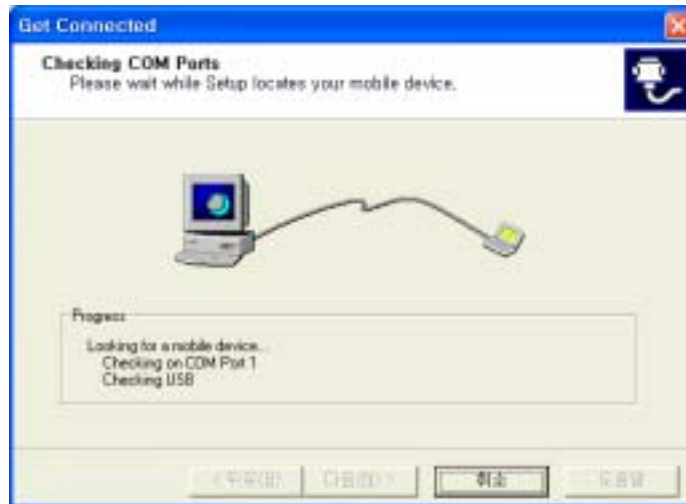 Get Connected
Checking COM Ports
Please wait while Setup locates your mobile device.
Progress
Looking for a mobile device...
Checking on COM Port 1
Checking USB
취소